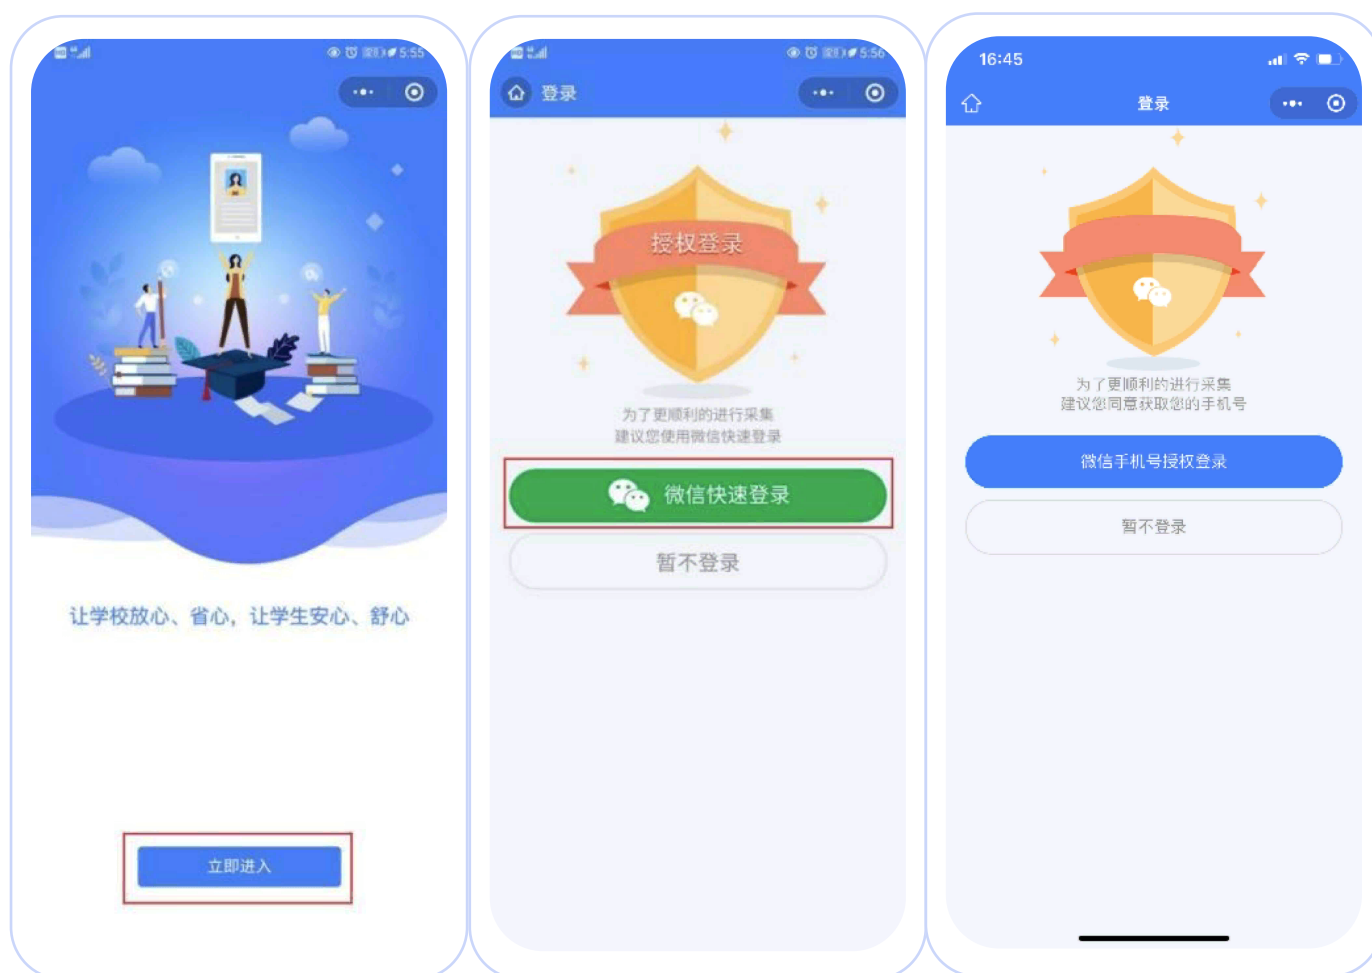 5:55
让学校放心、省心，让学生安心、舒心
立即进入
5:56
登录
授权登录
为了更顺利的进行采集
建议您使用微信快速登录
微信快速登录
暂不登录
16:45
登录
为了更顺利的进行采集
建议您同意获取您的手机号
微信手机号授权登录
暂不登录